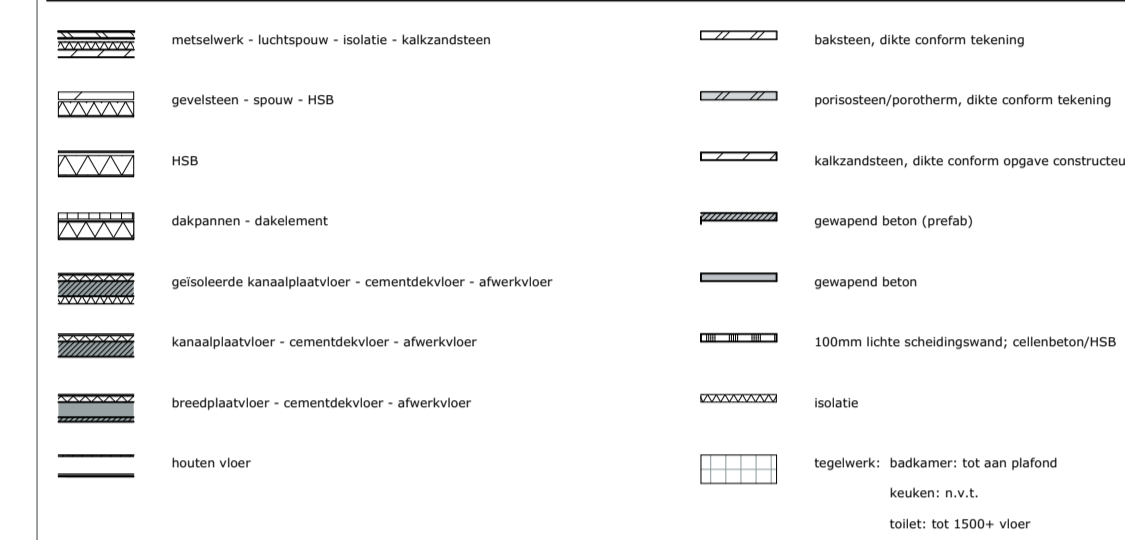 metselwerk - luchtspouw - isolatie - kalkzandsteen
gevelsteen - spouw - HSB
HSB
dakpannen - dakelement
geïsoleerde kanaalplaatvloer - cementdekvloer - afwerkvloer
kanaalplaatvloer - cementdekvloer - afwerkvloer
breedplaatvloer - cementdekvloer - afwerkvloer
houten vloer
baksteen, dikte conform tekening
porisosteen/porotherm, dikte conform tekening
kalkzandsteen, dikte conform opgave constructeu
gewapend beton (prefab)
gewapend beton
100mm lichte scheidingswand; cellenbeton/HSB
isolatie
tegelwerk: badkamer: tot aan plafond
keuken: n.v.t.
toilet: tot 1500+ vloer